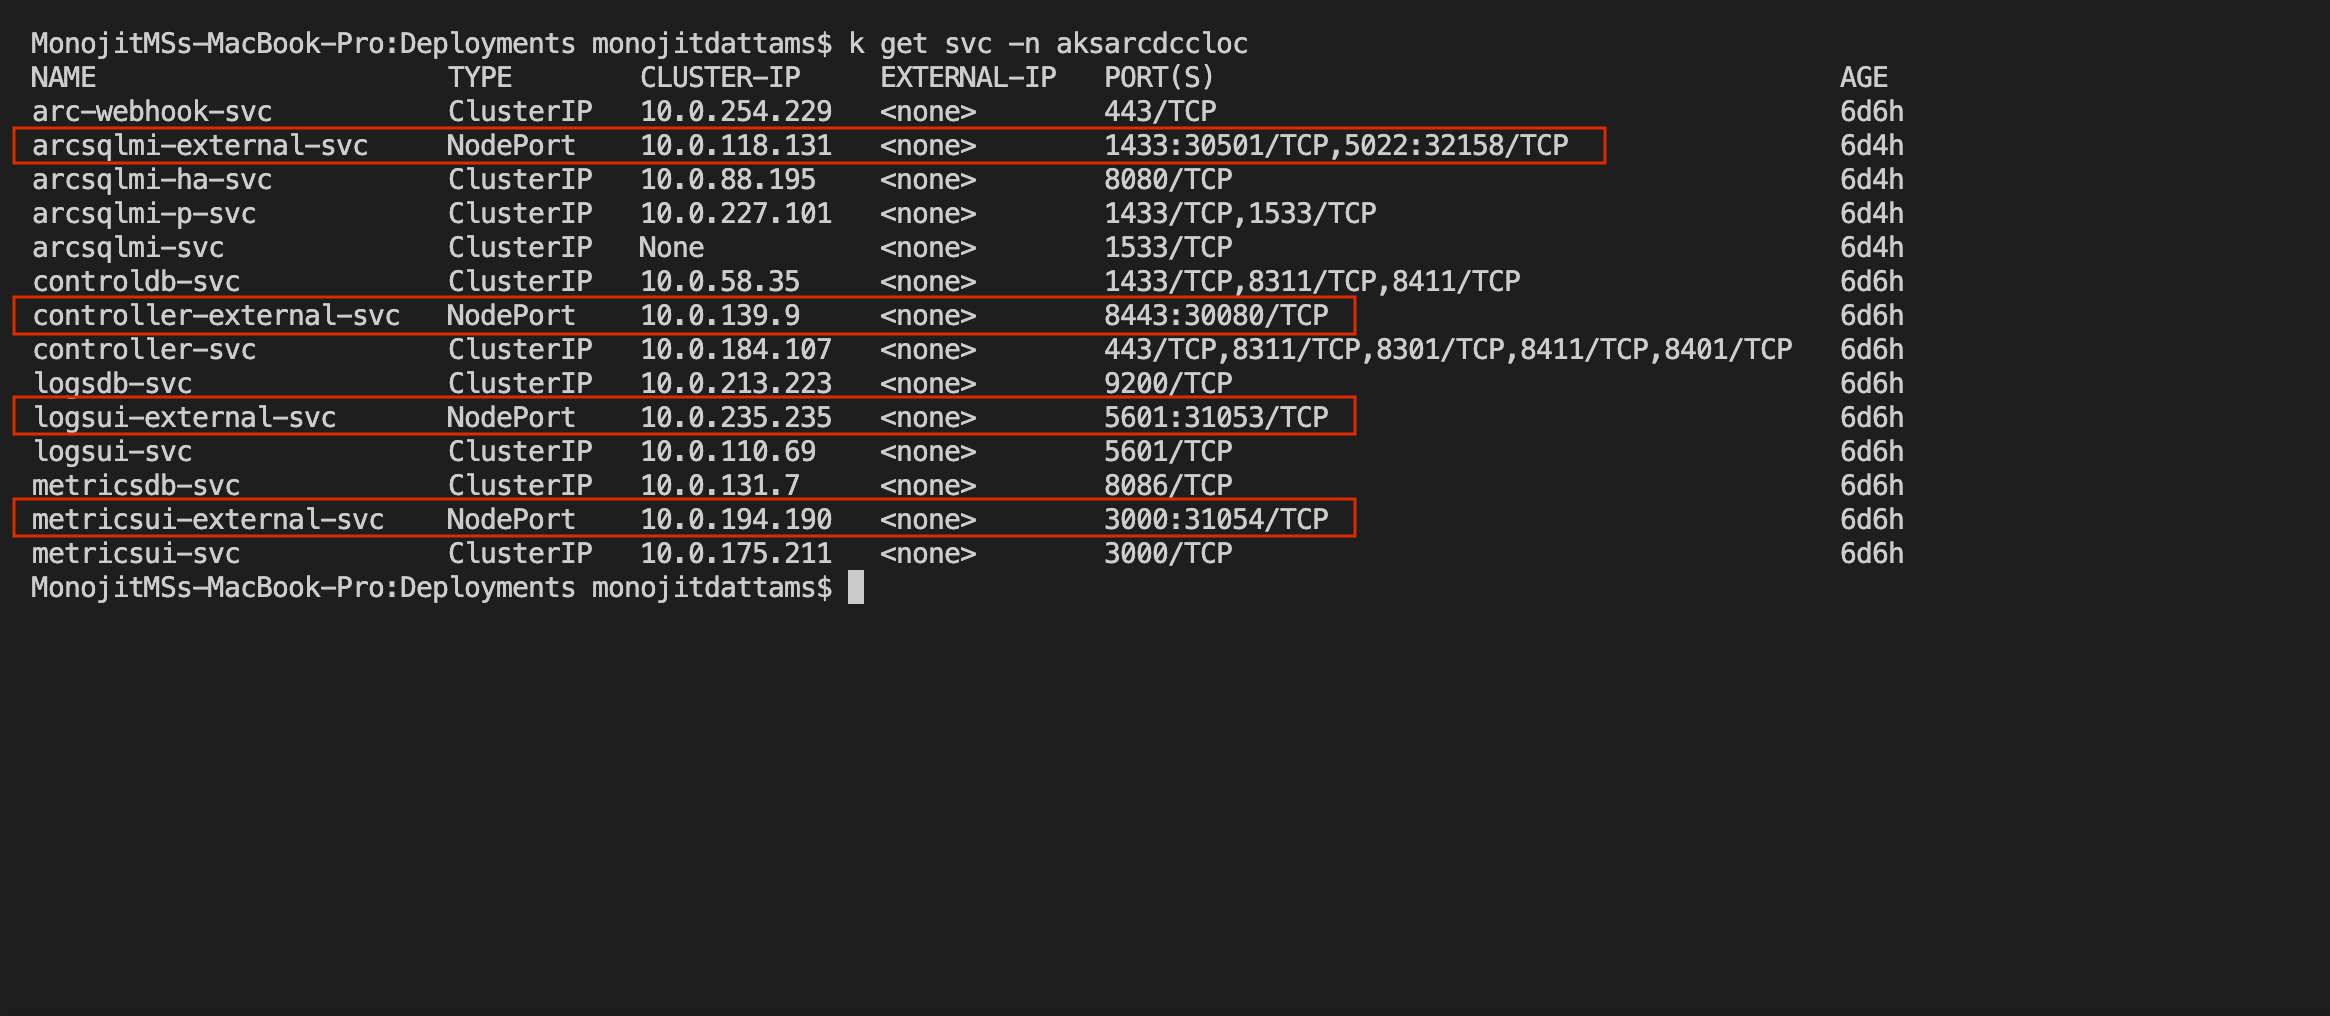 MonojitMSs-MacBook-Pro:Deployments monojitdattams$ k get svc -n aksarcdccloc
NAME                      TYPE        CLUSTER-IP     EXTERNAL-IP   PORT(S)                                       AGE
arc-webhook-svc           ClusterIP   10.0.254.229   <none>        443/TCP                                       6d6h
arcsqlmi-external-svc     NodePort    10.0.118.131   <none>        1433:30501/TCP,5022:32158/TCP                 6d4h
arcsqlmi-ha-svc           ClusterIP   10.0.88.195    <none>        8080/TCP                                      6d4h
arcsqlmi-p-svc            ClusterIP   10.0.227.101   <none>        1433/TCP,1533/TCP                             6d4h
arcsqlmi-svc              ClusterIP   None           <none>        1533/TCP                                      6d4h
controldb-svc             ClusterIP   10.0.58.35     <none>        1433/TCP,8311/TCP,8411/TCP                    6d6h
controller-external-svc   NodePort    10.0.139.9     <none>        8443:30080/TCP                                6d6h
controller-svc            ClusterIP   10.0.184.107   <none>        443/TCP,8311/TCP,8301/TCP,8411/TCP,8401/TCP   6d6h
logsdb-svc                ClusterIP   10.0.213.223   <none>        9200/TCP                                      6d6h
logsui-external-svc       NodePort    10.0.235.235   <none>        5601:31053/TCP                                6d6h
logsui-svc                ClusterIP   10.0.110.69    <none>        5601/TCP                                      6d6h
metricsdb-svc             ClusterIP   10.0.131.7     <none>        8086/TCP                                      6d6h
metricsui-external-svc    NodePort    10.0.194.190   <none>        3000:31054/TCP                                6d6h
metricsui-svc             ClusterIP   10.0.175.211   <none>        3000/TCP                                      6d6h
MonojitMSs-MacBook-Pro:Deployments monojitdattams$